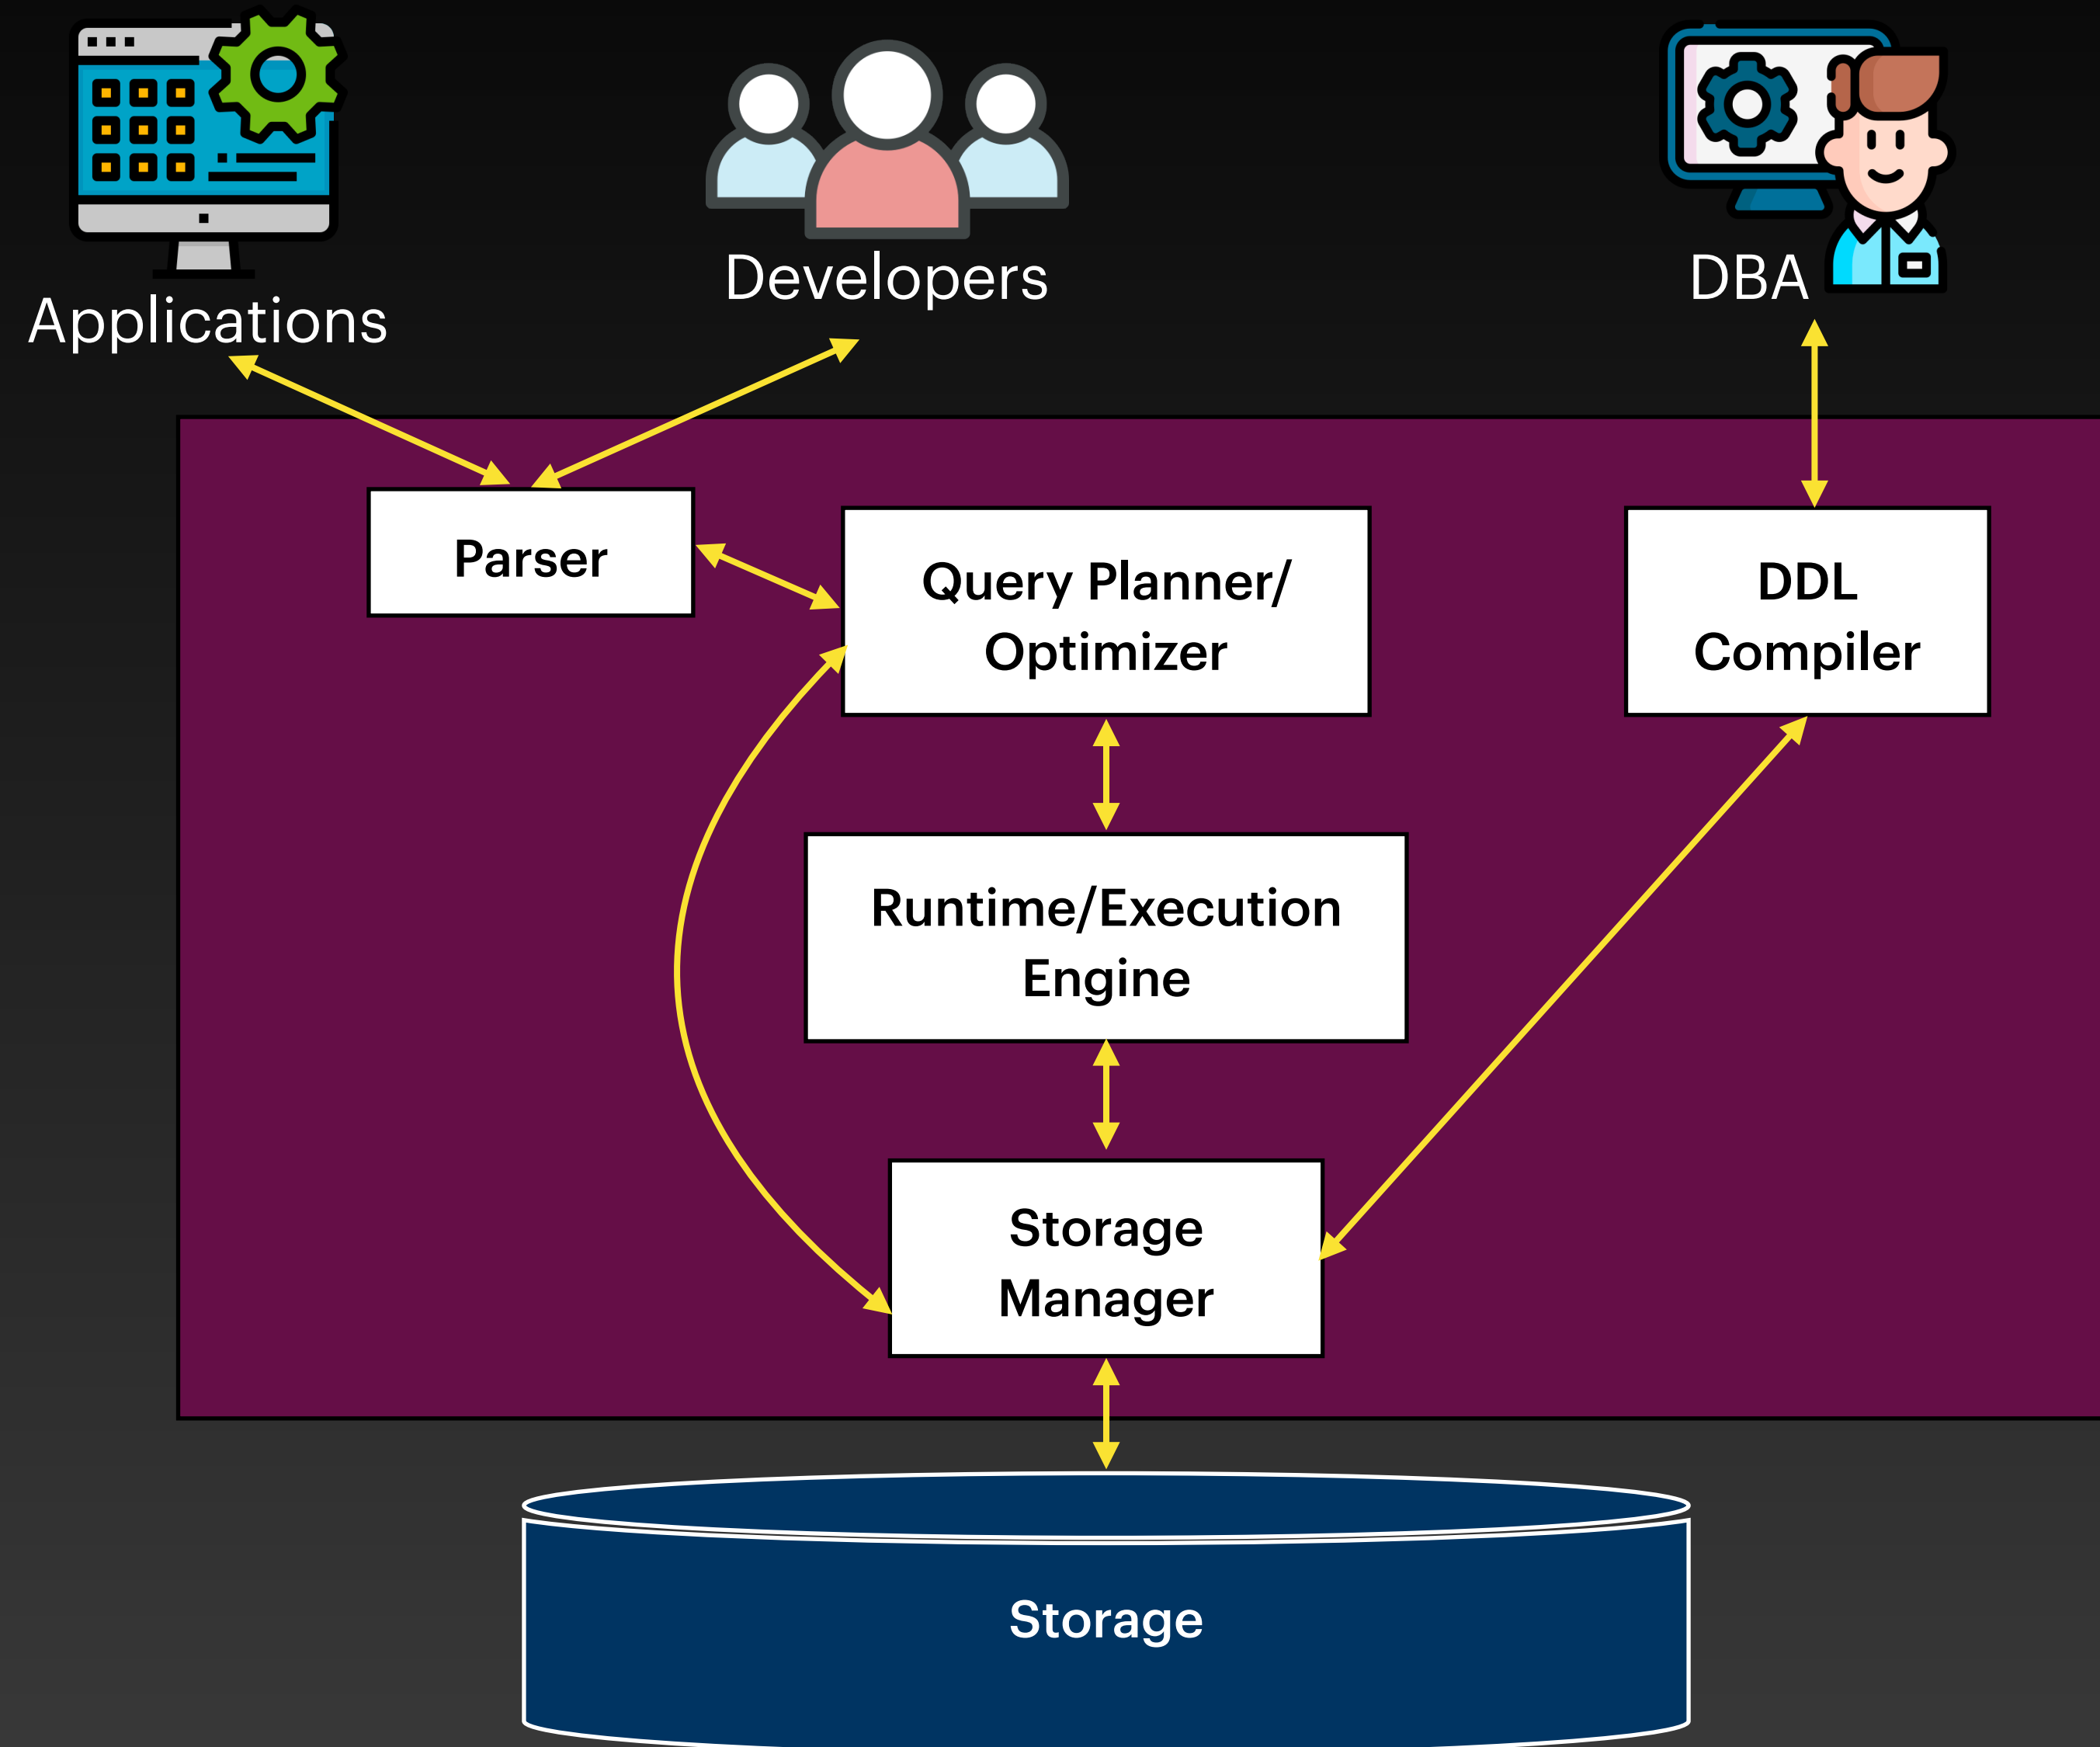 Applications
Developers
DBA
Parser
Query Planner/
Optimizer
DDL
Compiler
Runtime/Execution
Engine
Storage
Manager
Storage